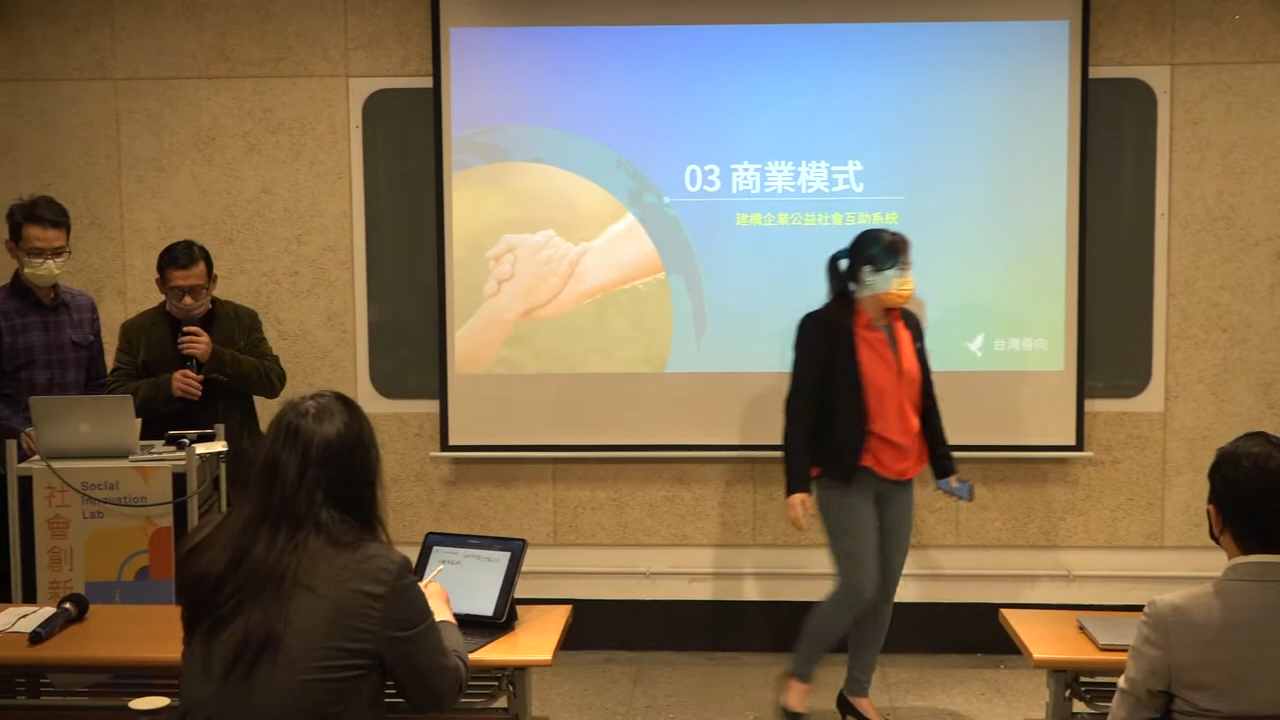 03 商業模式
建構企業公益社會互助系統
台灣善向
Social
Innovation
Lab
社會創新